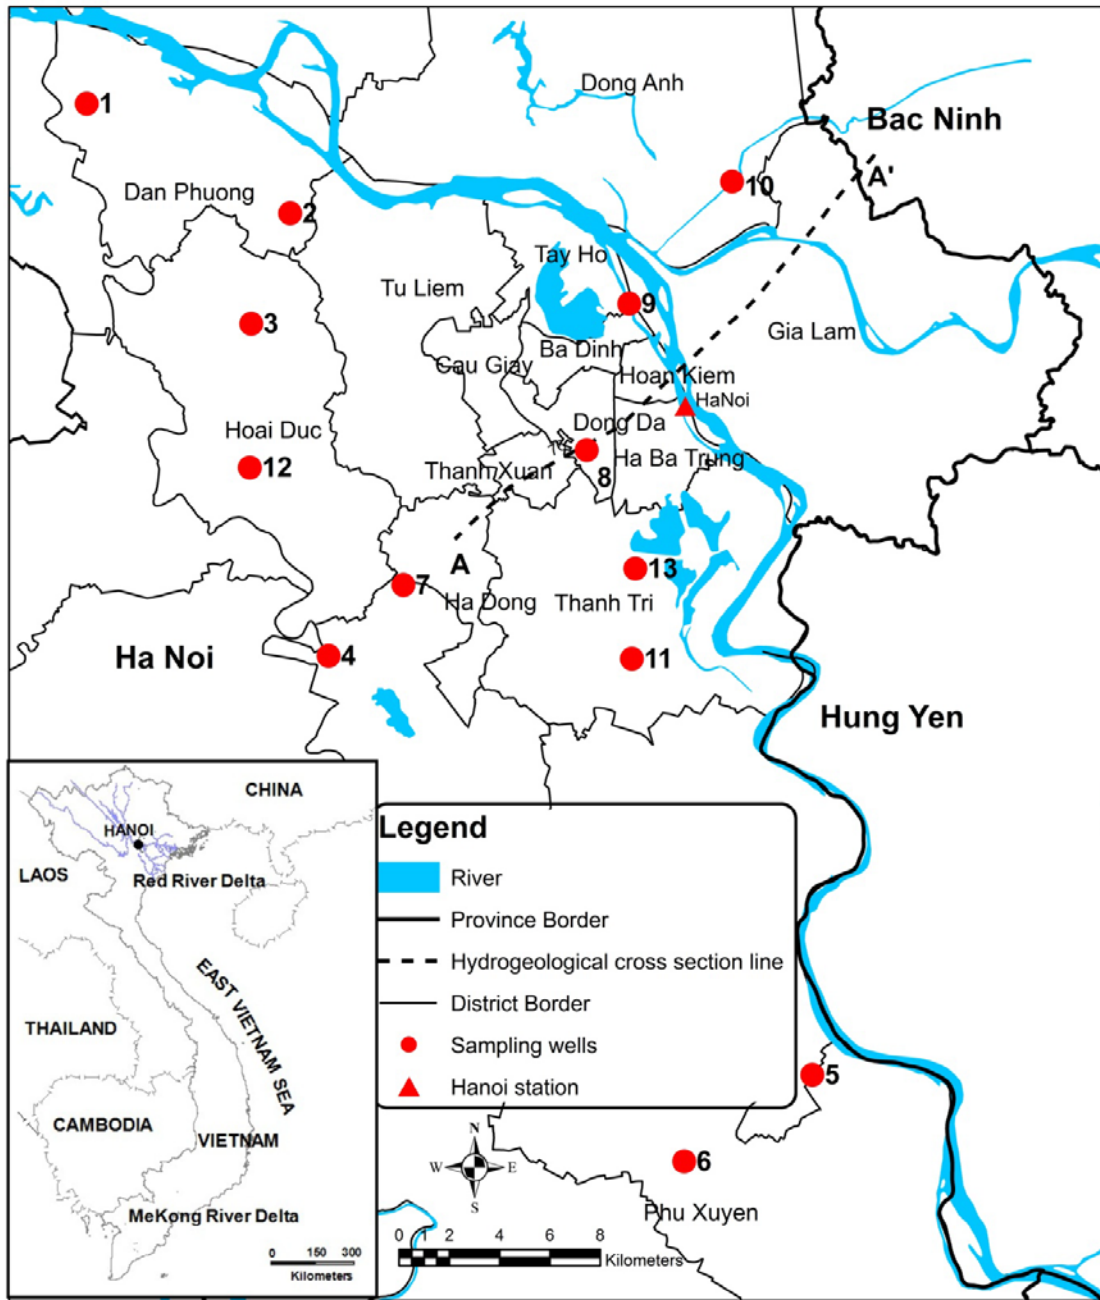 1
Dong Anh
Bac Ninh
10
A'
Dan Phuong
2
Tay Ho
Tu Liem
9
3
Gia Lam
Ba Dinh
Cau Giay
Hoan Kiem
HaNoi
Dong Da
Hoai Duc
Ha Ba Trung
Thanh Xuan
12
8
A
13
7
Ha Dong
Thanh Tri
Ha Noi
4
11
Hung Yen
CHINA
HANOI
LAOS
Red River Delta
EAST VIETNAM SEA
THAILAND
CAMBODIA
VIETNAM
MeKong River Delta
0 150 300
Kilometers
Legend
River
Province Border
Hydrogeological cross section line
District Border
Sampling wells
Hanoi station
5
N
W E
S
6
Phu Xuyen
0 1 2 4 6 8
Kilometers